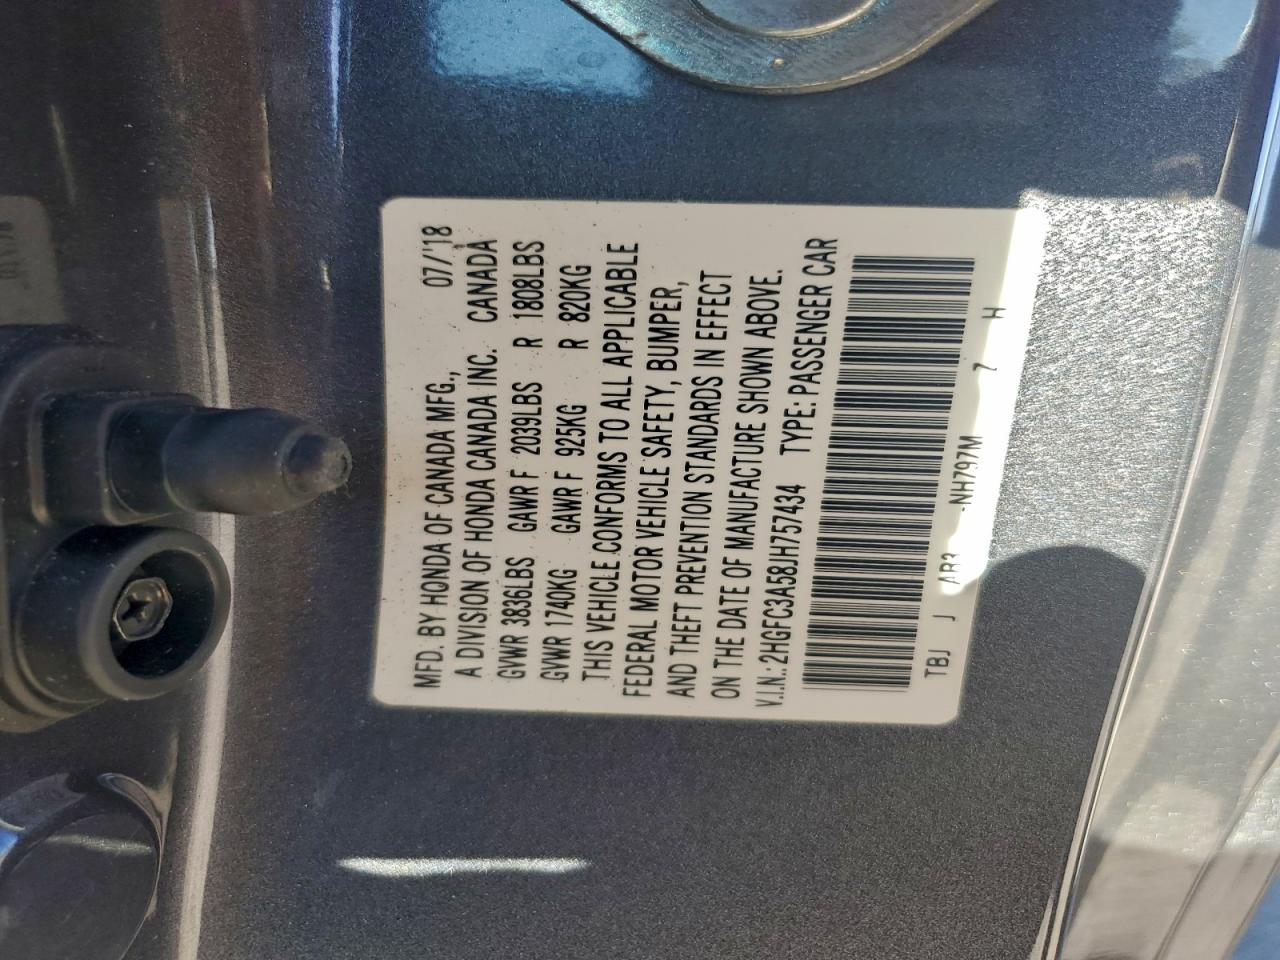 MFD. BY HONDA OF CANADA MFG., 07/'18
A DIVISION OF HONDA CANADA INC. CANADA
GVWR 3836LBS GAWR F 2039LBS R 1808LBS
GVWR 1740KG GAWR F 925KG R 820KG
THIS VEHICLE CONFORMS TO ALL APPLICABLE
FEDERAL MOTOR VEHICLE SAFETY, BUMPER,
AND THEFT PREVENTION STANDARDS IN EFFECT
ON THE DATE OF MANUFACTURE SHOWN ABOVE.
V.I.N.: 2HGFC3A58JH757434 TYPE: PASSENGER CAR
TBJ J NH797M 7 H